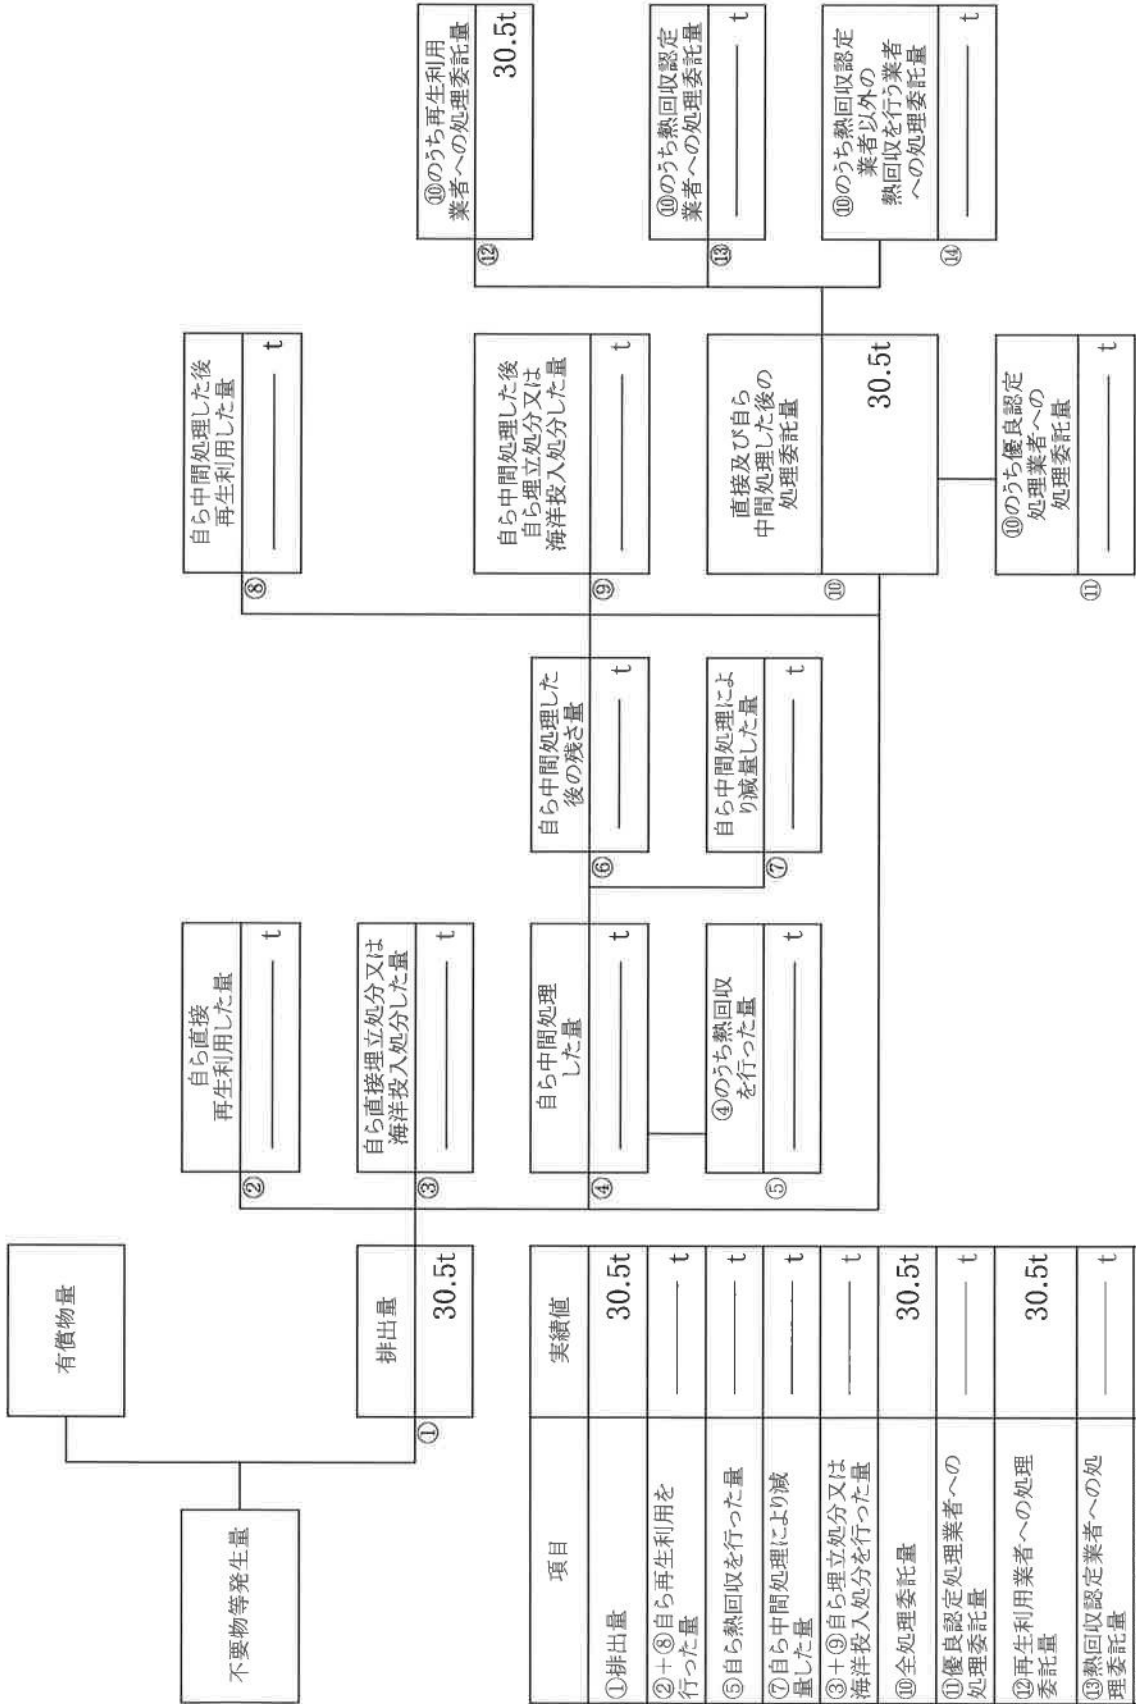 不要物等発生量
有償物量
排出量
①
30.5t
自ら直接
再生利用した量
②
t
自ら直接埋立処分又は
海洋投入処分した量
③
t
自ら中間処理
した量
④
t
④のうち熱回収
を行った量
⑤
t
自ら中間処理した
後の残さ量
⑥
t
自ら中間処理によ
り減量した量
⑦
t
自ら中間処理した後
再生利用した量
⑧
t
自ら中間処理した後
自ら埋立処分又は
海洋投入処分した量
⑨
t
直接及び自ら
中間処理した後の
処理委託量
⑩
30.5t
⑩のうち優良認定
処理業者への
処理委託量
⑪
t
⑩のうち再生利用
業者への処理委託量
⑫
30.5t
⑩のうち熱回収認定
業者への処理委託量
⑬
t
⑩のうち熱回収認定
業者以外の
熱回収を行う業者
への処理委託量
⑭
t
項目 実績値
①排出量 30.5t
②+⑧自ら再生利用を
行った量 t
⑤自ら熱回収を行った量 t
⑦自ら中間処理により減
量した量 t
③+⑨自ら埋立処分又は
海洋投入処分を行った量 t
⑩全処理委託量 30.5t
⑪優良認定処理業者への
処理委託量 t
⑫再生利用業者への処理
委託量 30.5t
⑬熱回収認定業者への処
理委託量 t